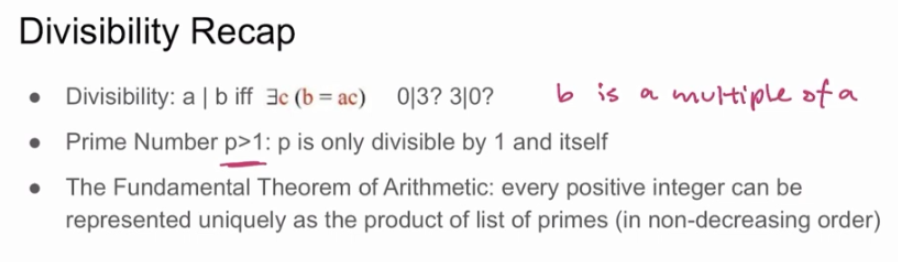 Divisibility Recap
● Divisibility: a | b iff ∃c (b = ac) 0|3? 3|0? b is a multiple of a
● Prime Number p>1: p is only divisible by 1 and itself
● The Fundamental Theorem of Arithmetic: every positive integer can be
represented uniquely as the product of list of primes (in non-decreasing order)